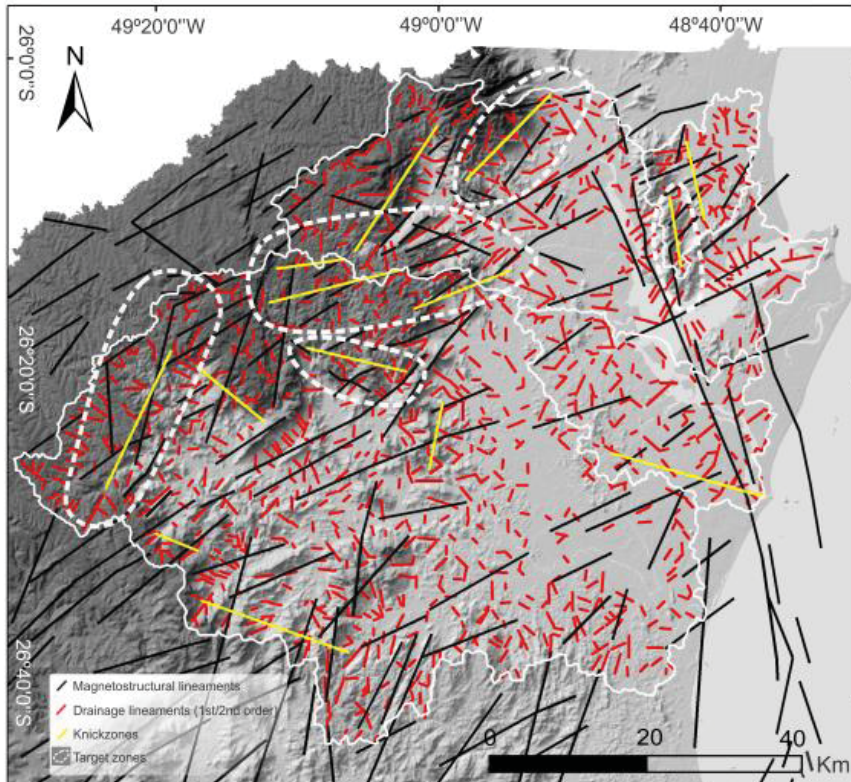 49°20'0"W 49°0'0"W 48°40'0"W
26°0'0"S
N
26°20'0"S
26°40'0"S
Magnetostructural lineaments
Drainage lineaments (1st/2nd order)
Knickzones
Target zones
0 20 40
Km